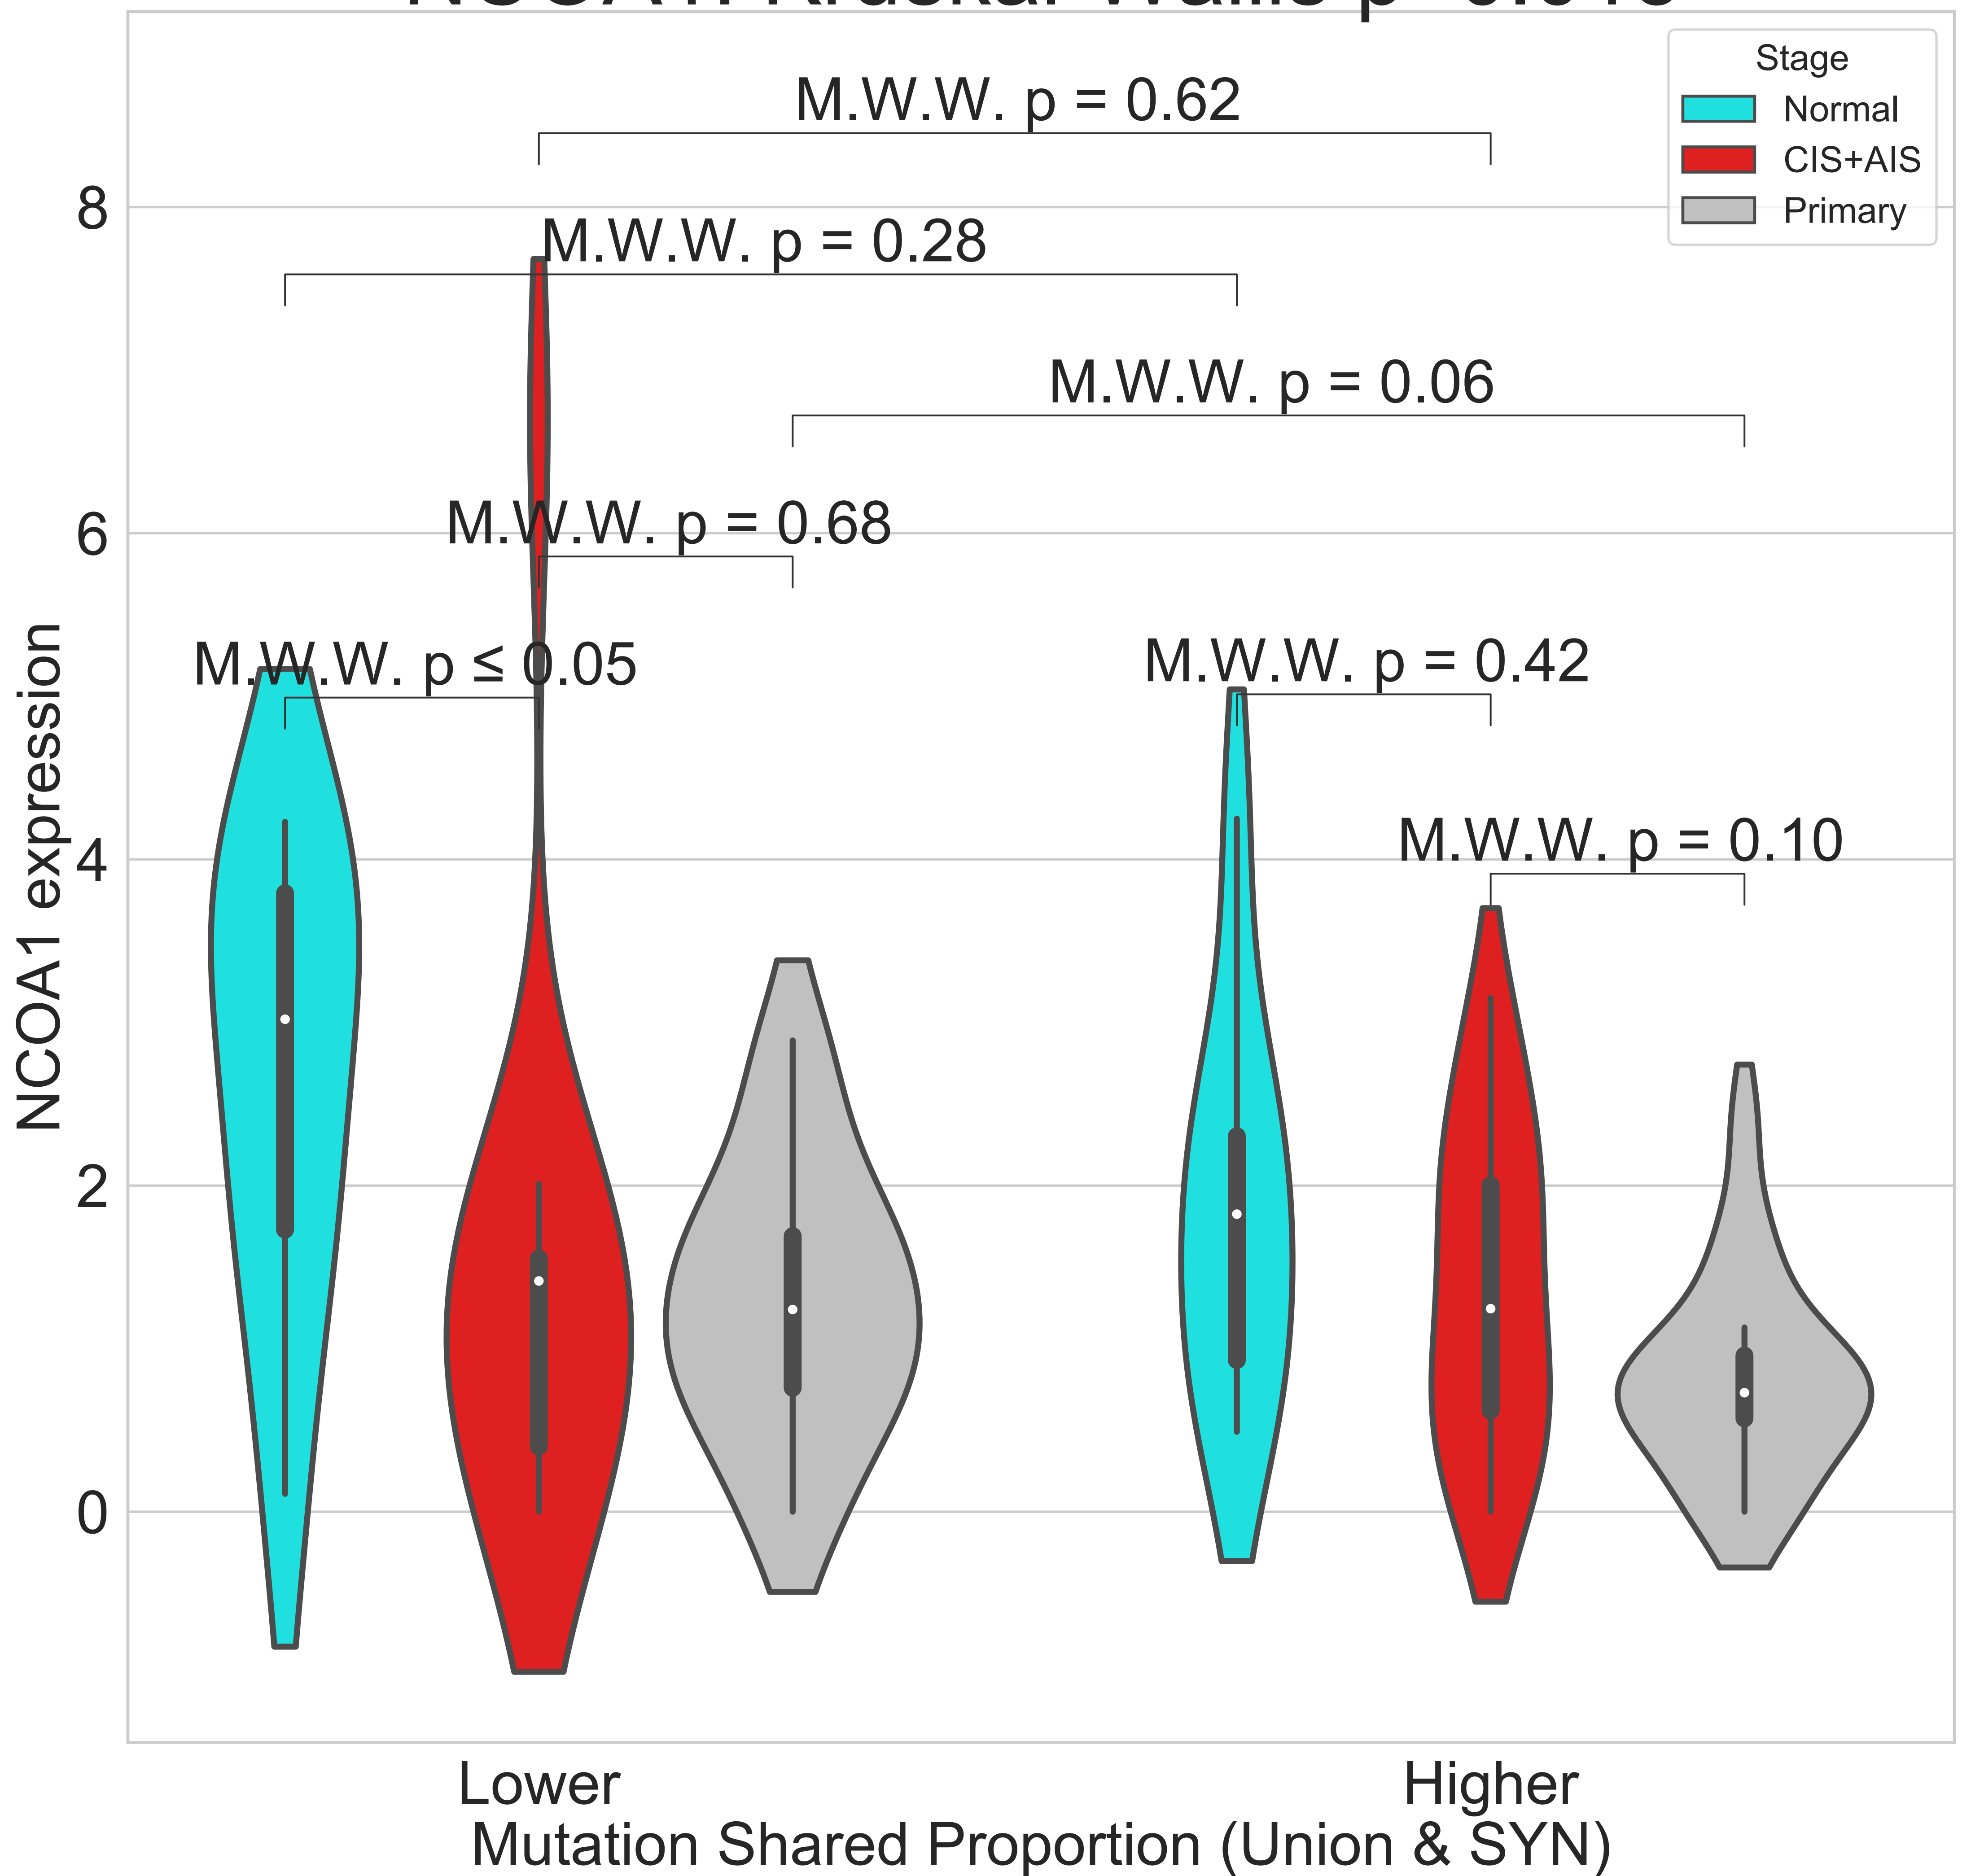 Stage
Normal
CIS+AIS
Primary
M.W.W. p = 0.62
M.W.W. p = 0.28
M.W.W. p = 0.06
M.W.W. p = 0.68
M.W.W. p ≤ 0.05
M.W.W. p = 0.42
M.W.W. p = 0.10
8
6
4
2
0
NCOA1 expression
Lower
Higher
Mutation Shared Proportion (Union & SYN)